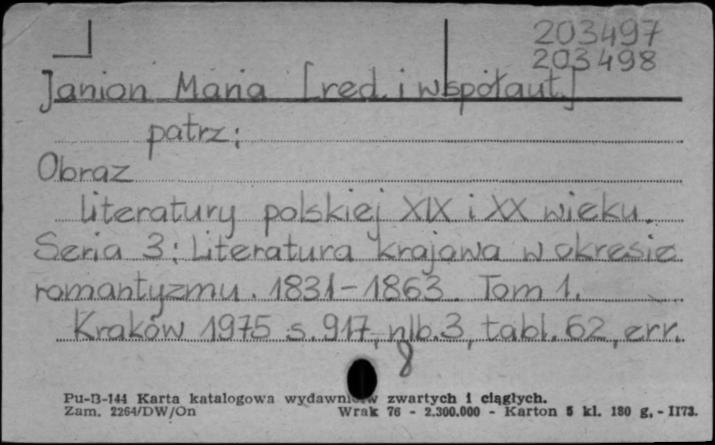 203497
203498
Janion Maria [red. i współaut.]
patrz:
Obraz
literatury polskiej XIX i XX wieku.
Seria 3: Literatura krajowa w okresie
romantyzmu. 1831-1863. Tom 1.
Kraków 1975 s. 917, nlb. 3, tabl. 62, err.
8
Pu-B-144 Karta katalogowa wydawnictw zwartych i ciągłych.
Zam. 2264/DW/On Wrak 76 - 2.300.000 - Karton 5 kl. 180 g. - II73.